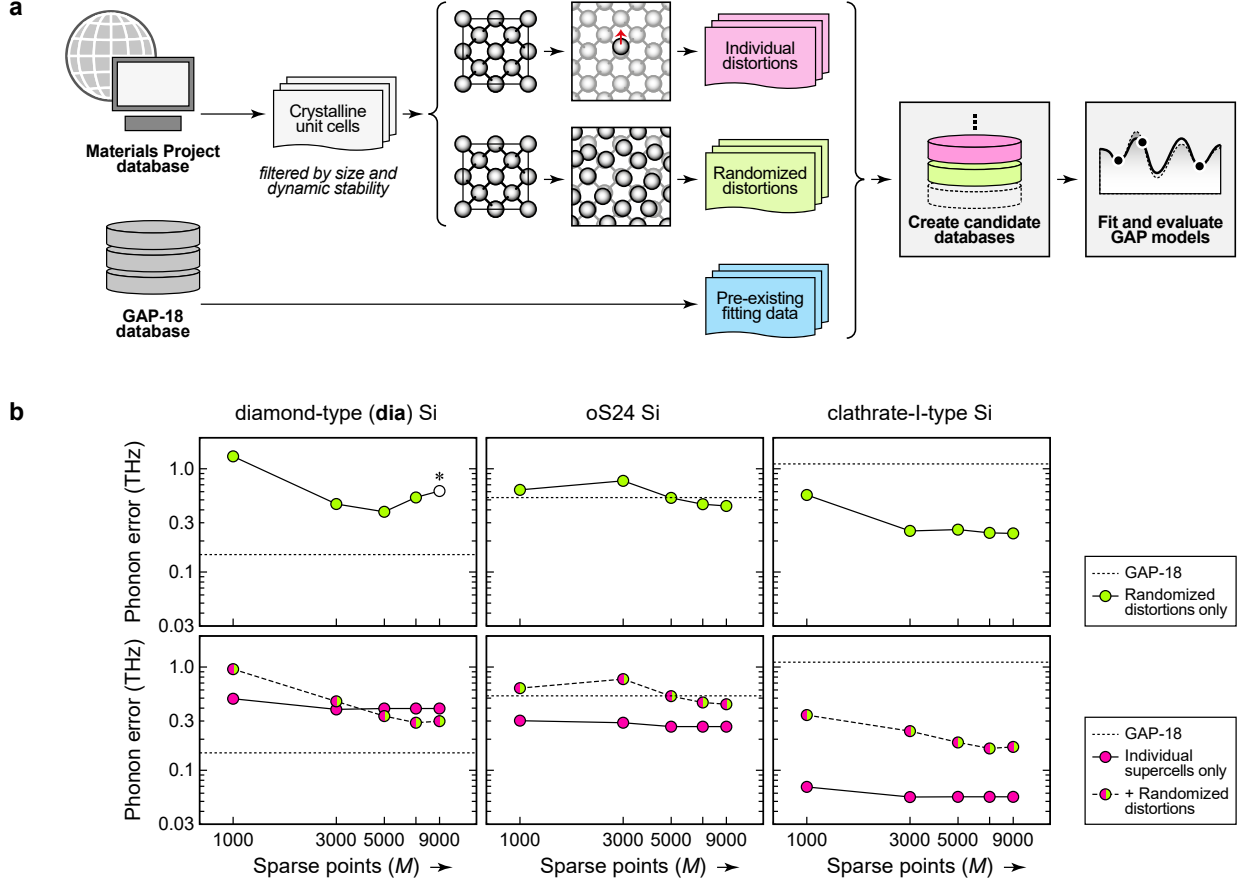 a
Materials Project
database
GAP-18
database
Crystalline
unit cells
filtered by size and
dynamic stability
Individual
distortions
Randomized
distortions
Pre-existing
fitting data
Create candidate
databases
Fit and evaluate
GAP models
b
diamond-type (dia) Si
oS24 Si
clathrate-I-type Si
Phonon error (THz)
1.0
0.3
0.1
0.03
*
GAP-18
Randomized
distortions only
Phonon error (THz)
1.0
0.3
0.1
0.03
GAP-18
Individual
supercells only
+ Randomized
distortions
1000 3000 5000 9000
1000 3000 5000 9000
1000 3000 5000 9000
Sparse points (M) →
Sparse points (M) →
Sparse points (M) →